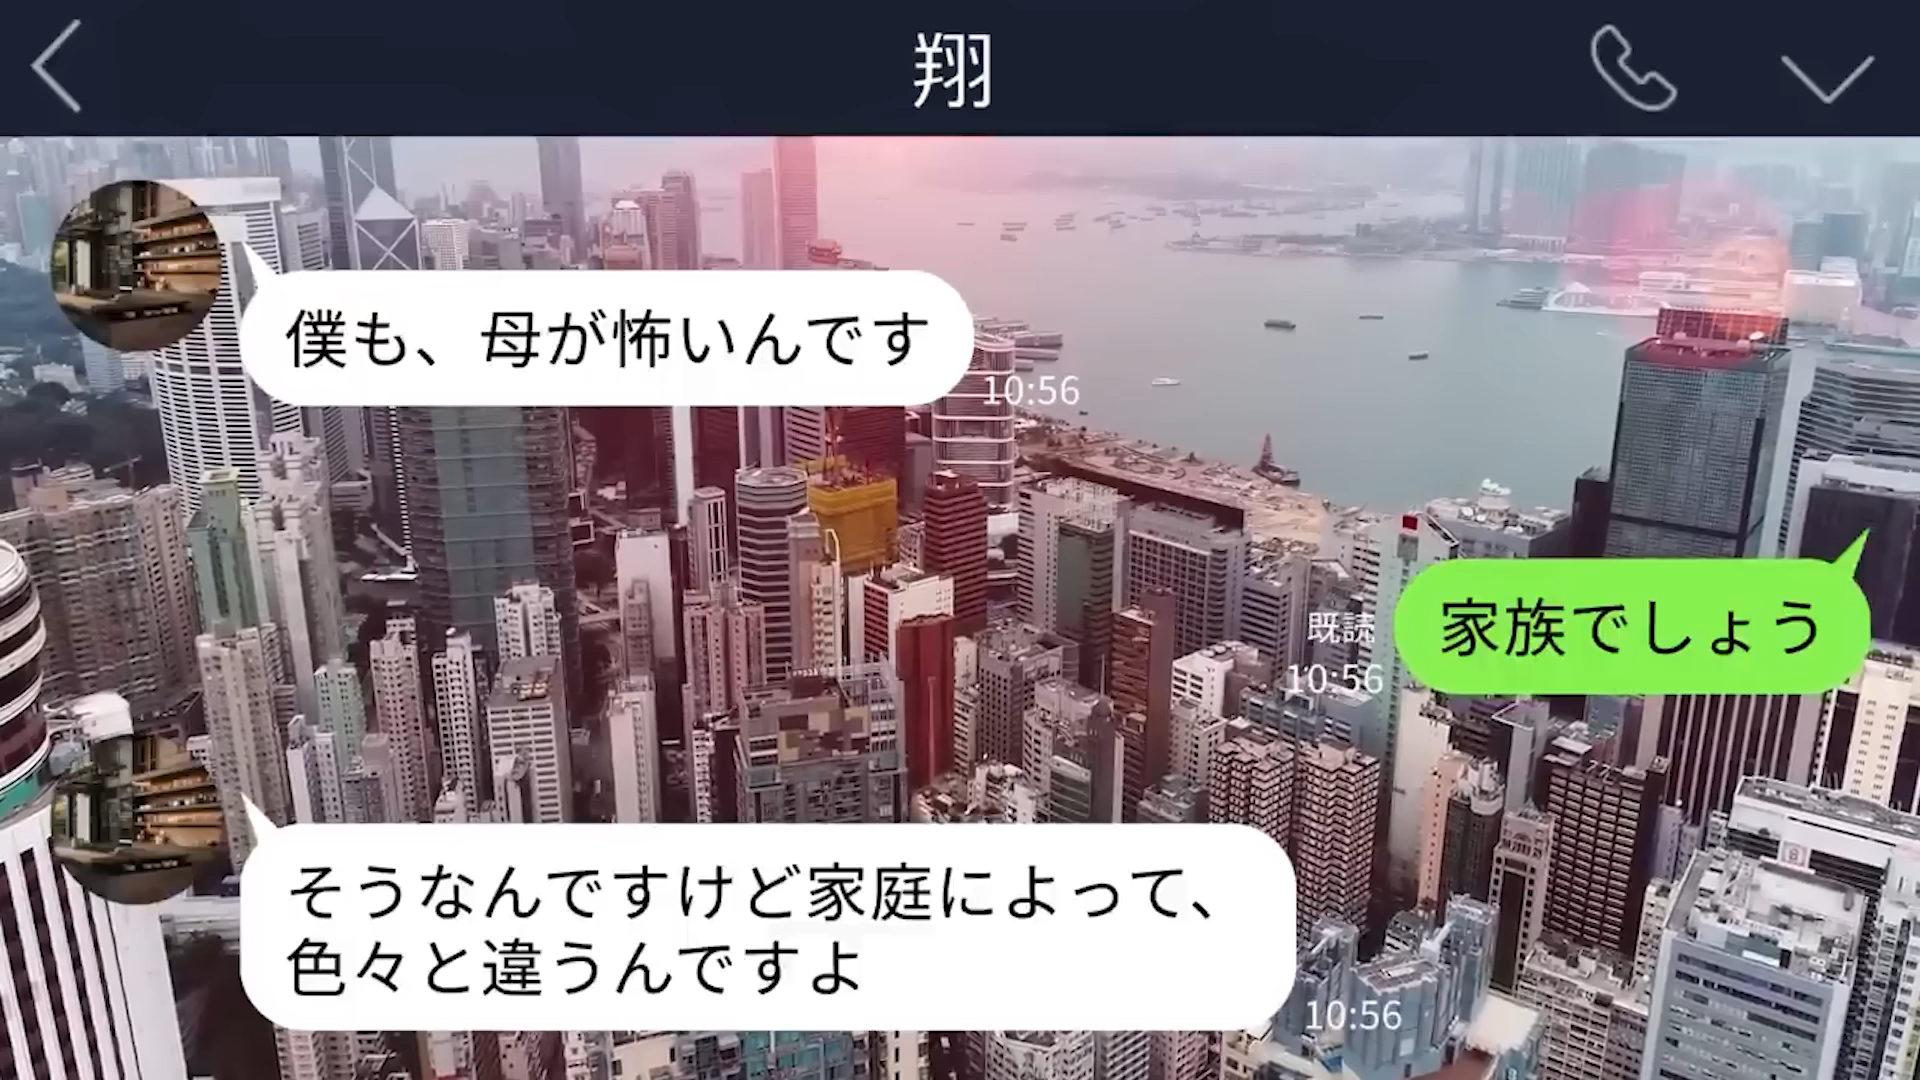 翔
僕も、母が怖いんです
10:56
家族でしょう
既読
10:56
そうなんですけど家庭によって、
色々と違うんですよ
10:56